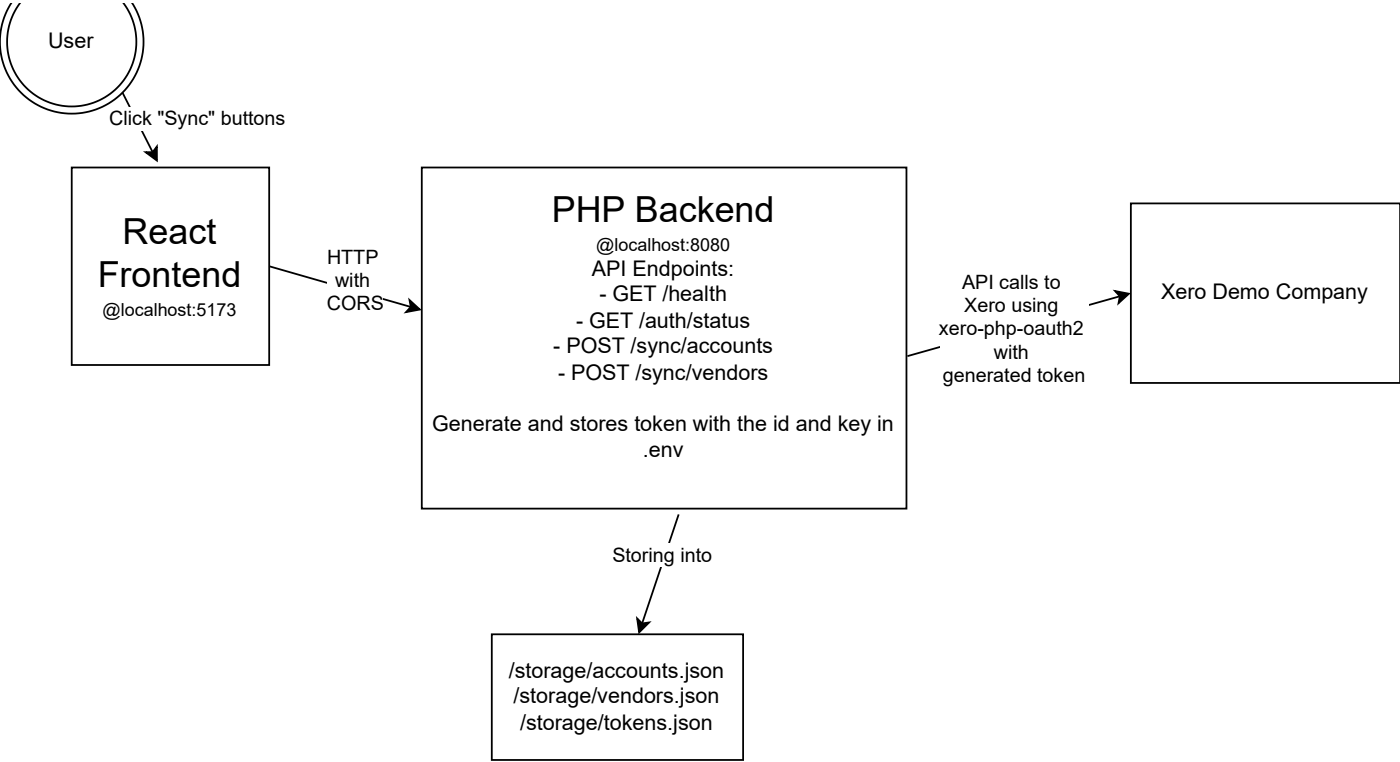 User
Click "Sync" buttons
React
Frontend
@localhost:5173
HTTP
with
CORS
PHP Backend
@localhost:8080
API Endpoints:
- GET /health
- GET /auth/status
- POST /sync/accounts
- POST /sync/vendors
Generate and stores token with the id and key in
.env
API calls to
Xero using
xero-php-oauth2
with
generated token
Xero Demo Company
Storing into
/storage/accounts.json
/storage/vendors.json
/storage/tokens.json